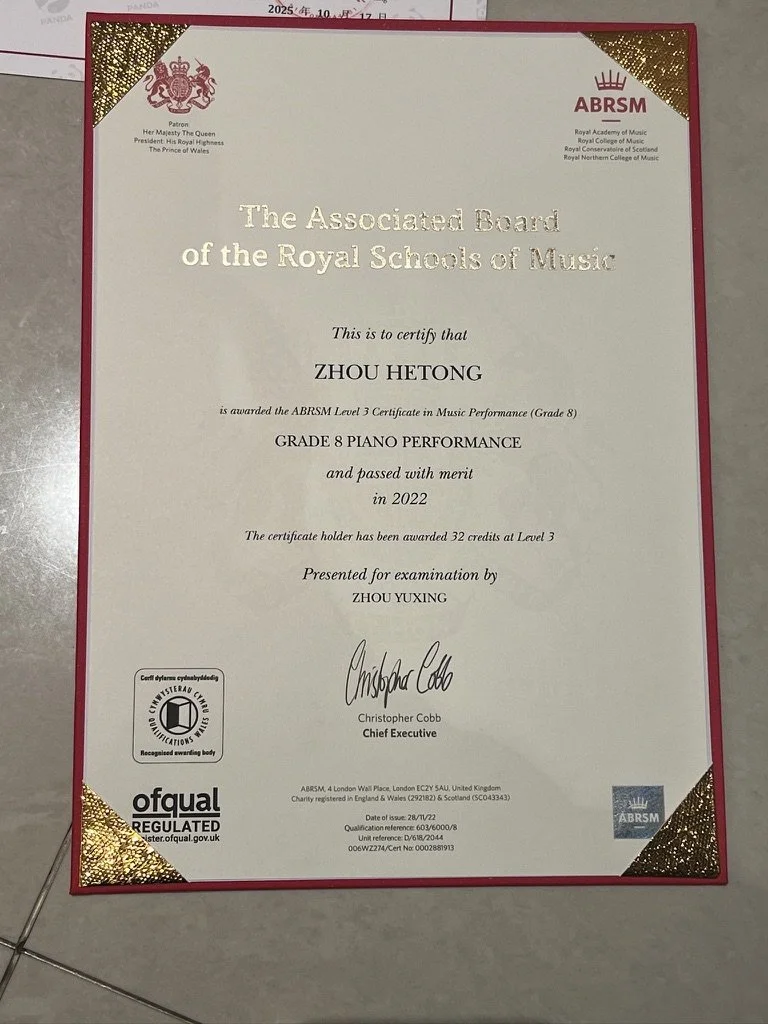 PANDA
PANDA
2025 年 10 月 17 日
Patron
Her Majesty The Queen
President: His Royal Highness
The Prince of Wales
ABRSM
Royal Academy of Music
Royal College of Music
Royal Conservatoire of Scotland
Royal Northern College of Music
The Associated Board
of the Royal Schools of Music
This is to certify that
ZHOU HETONG
is awarded the ABRSM Level 3 Certificate in Music Performance (Grade 8)
GRADE 8 PIANO PERFORMANCE
and passed with merit
in 2022
The certificate holder has been awarded 32 credits at Level 3
Presented for examination by
ZHOU YUXING
Christopher Cobb
Christopher Cobb
Chief Executive
Corff dyfarnu cydnabyddedig
CYMWYSTERAU CYMRU
QUALIFICATIONS WALES
Recognised awarding body
ofqual
REGULATED
ister.ofqual.gov.uk
ABRSM, 4 London Wall Place, London EC2Y 5AU, United Kingdom
Charity registered in England & Wales (292182) & Scotland (SC043343)
Date of issue: 28/11/22
Qualification reference: 603/6000/8
Unit reference: D/618/2044
006WZ274/Cert No: 0002881913
ABRSM